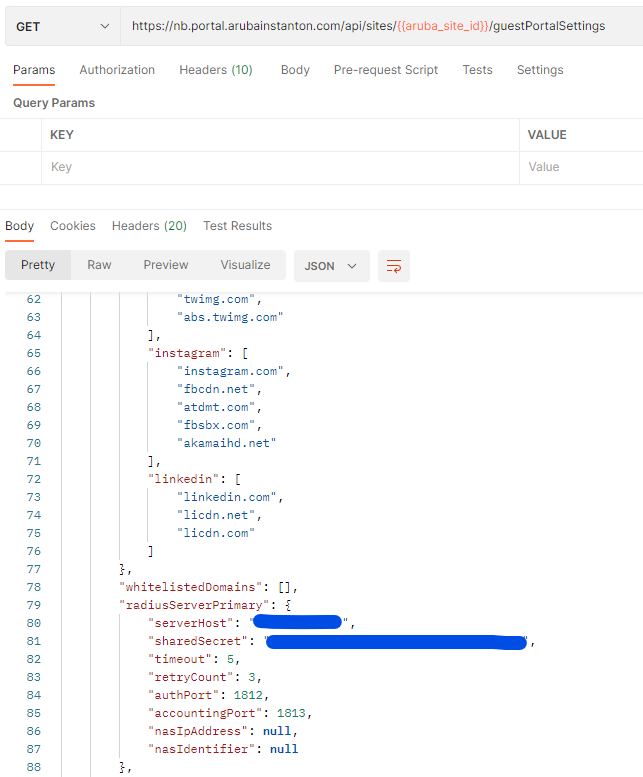 GET https://nb.portal.arubainstanton.com/api/sites/{{aruba_site_id}}/guestPortalSettings
Params Authorization Headers (10) Body Pre-request Script Tests Settings
Query Params
KEY VALUE
Key Value
Body Cookies Headers (20) Test Results
Pretty Raw Preview Visualize JSON
62 "twimg.com",
63 "abs.twimg.com"
64 ],
65 "instagram": [
66 "instagram.com",
67 "fbcdn.net",
68 "atdmt.com",
69 "fbsbx.com",
70 "akamaihd.net"
71 ],
72 "linkedin": [
73 "linkedin.com",
74 "licdn.net",
75 "licdn.com"
76 ]
77 },
78 "whitelistedDomains": [],
79 "radiusServerPrimary": {
80 "serverHost": "",
81 "sharedSecret": "",
82 "timeout": 5,
83 "retryCount": 3,
84 "authPort": 1812,
85 "accountingPort": 1813,
86 "nasIpAddress": null,
87 "nasIdentifier": null
88 },